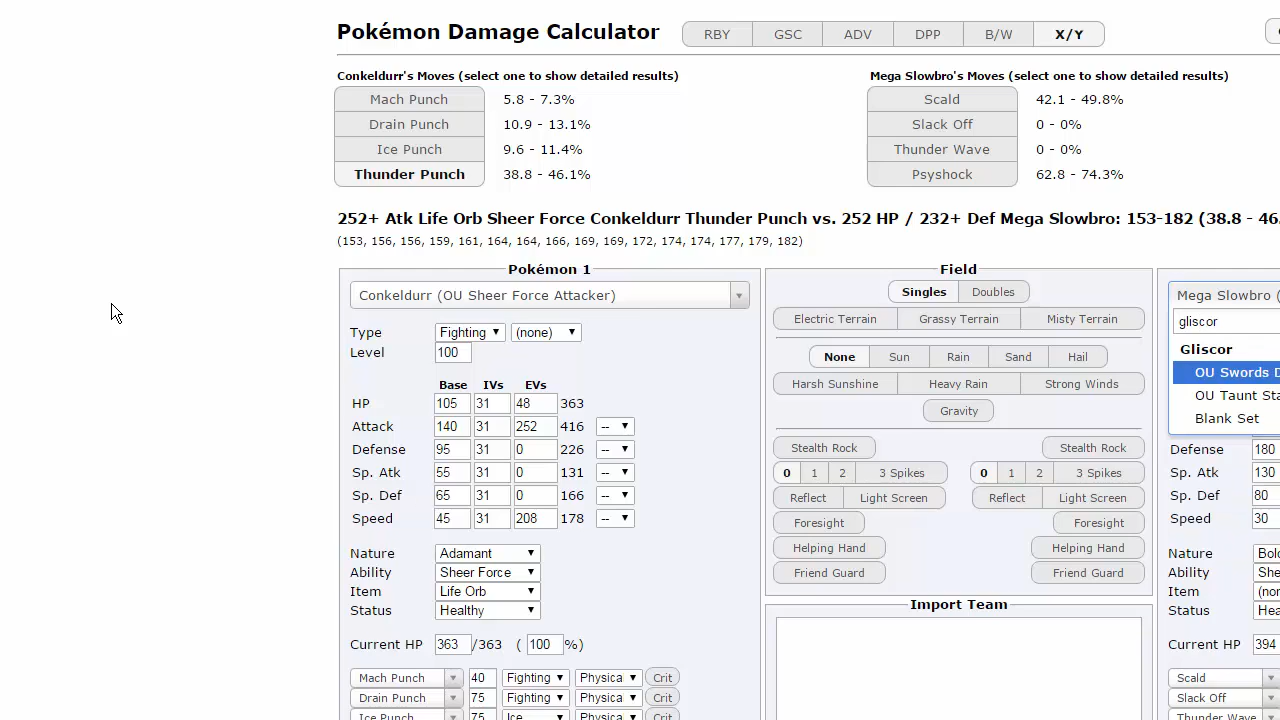 Pokémon Damage Calculator RBY GSC ADV DPP B/W X/Y
Conkeldurr's Moves (select one to show detailed results) Mega Slowbro's Moves (select one to show detailed results)
Mach Punch 5.8 - 7.3% Scald 42.1 - 49.8%
Drain Punch 10.9 - 13.1% Slack Off 0 - 0%
Ice Punch 9.6 - 11.4% Thunder Wave 0 - 0%
Thunder Punch 38.8 - 46.1% Psyshock 62.8 - 74.3%
252+ Atk Life Orb Sheer Force Conkeldurr Thunder Punch vs. 252 HP / 232+ Def Mega Slowbro: 153-182 (38.8 - 46.
(153, 156, 156, 159, 161, 164, 164, 166, 169, 169, 172, 174, 174, 177, 179, 182)
Pokémon 1
Conkeldurr (OU Sheer Force Attacker)
Type Fighting (none)
Level 100
Base IVs EVs
HP 105 31 48 363
Attack 140 31 252 416 --
Defense 95 31 0 226 --
Sp. Atk 55 31 0 131 --
Sp. Def 65 31 0 166 --
Speed 45 31 208 178 --
Nature Adamant
Ability Sheer Force
Item Life Orb
Status Healthy
Current HP 363 /363 ( 100 %)
Mach Punch 40 Fighting Physica Crit
Drain Punch 75 Fighting Physica Crit
Ice Punch 75 Ice Physica Crit
Field
Singles Doubles
Electric Terrain Grassy Terrain Misty Terrain
None Sun Rain Sand Hail
Harsh Sunshine Heavy Rain Strong Winds
Gravity
Stealth Rock Stealth Rock
0 1 2 3 Spikes 0 1 2 3 Spikes
Reflect Light Screen Reflect Light Screen
Foresight Foresight
Helping Hand Helping Hand
Friend Guard Friend Guard
Import Team
Mega Slowbro (
gliscor
Gliscor
OU Swords D
OU Taunt Sta
Blank Set
Defense 180
Sp. Atk 130
Sp. Def 80
Speed 30
Nature Bol
Ability She
Item (nor
Status Hea
Current HP 394
Scald
Slack Off
Thunder Wave